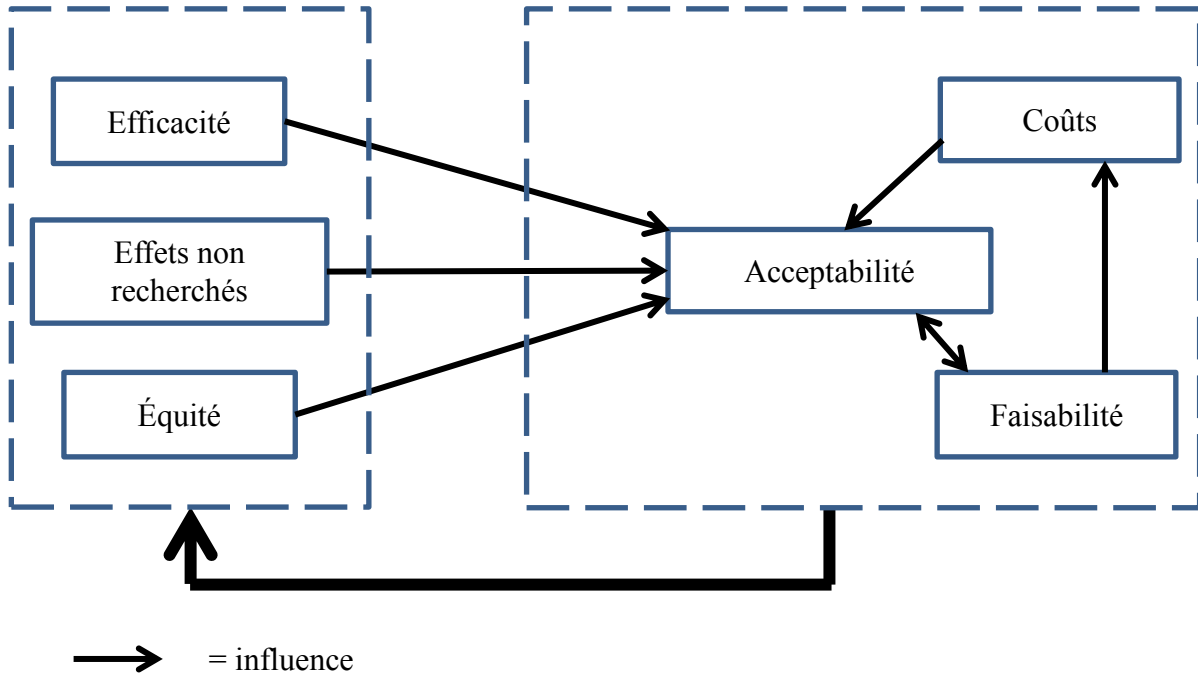 Efficacité
Coûts
Effets non
recherchés
Acceptabilité
Équité
Faisabilité
= influence